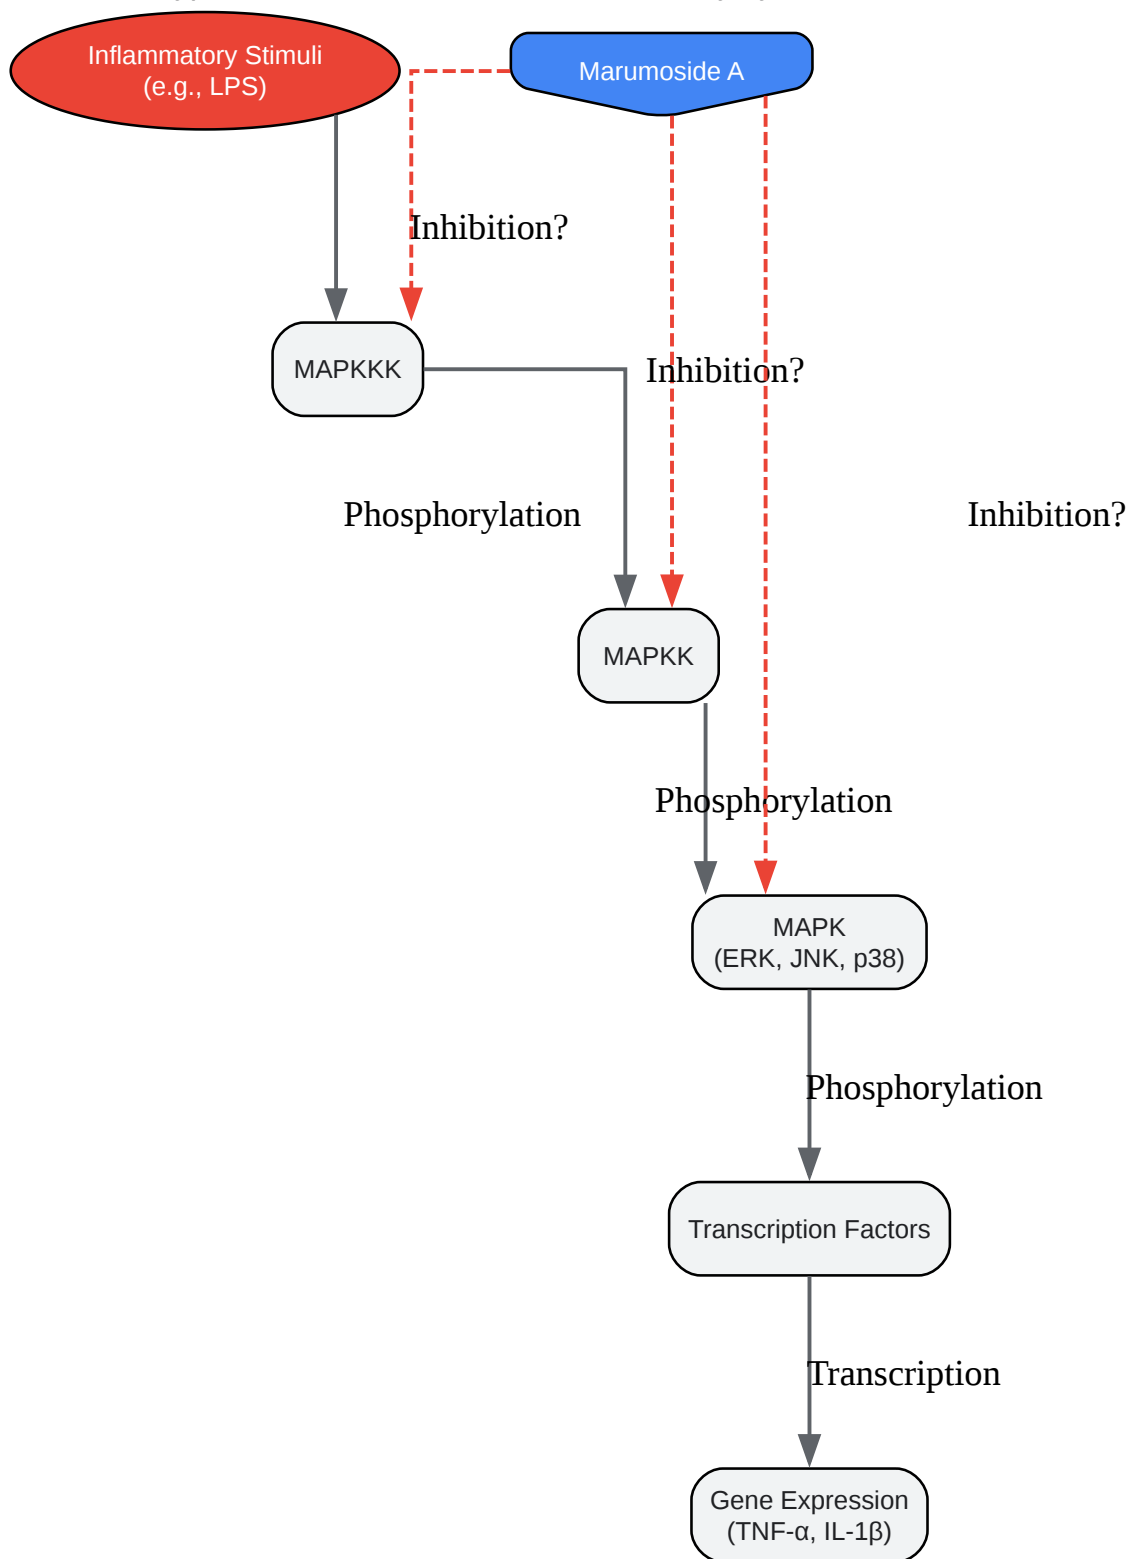 Inflammatory Stimuli
(e.g., LPS)
Marumoside A
Inhibition?
MAPKKK
Inhibition?
Phosphorylation
Inhibition?
MAPKK
Phosphorylation
MAPK
(ERK, JNK, p38)
Phosphorylation
Transcription Factors
Transcription
Gene Expression
(TNF-α, IL-1β)